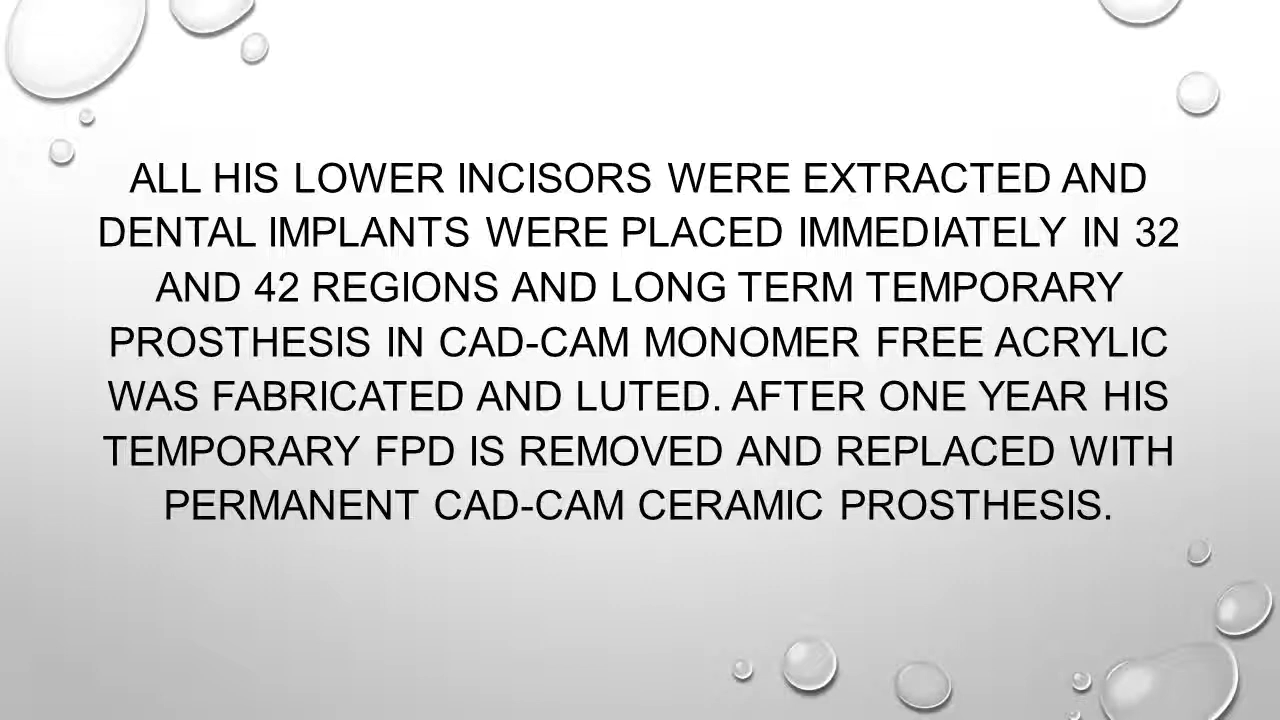 ALL HIS LOWER INCISORS WERE EXTRACTED AND
DENTAL IMPLANTS WERE PLACED IMMEDIATELY IN 32
AND 42 REGIONS AND LONG TERM TEMPORARY
PROSTHESIS IN CAD-CAM MONOMER FREE ACRYLIC
WAS FABRICATED AND LUTED. AFTER ONE YEAR HIS
TEMPORARY FPD IS REMOVED AND REPLACED WITH
PERMANENT CAD-CAM CERAMIC PROSTHESIS.